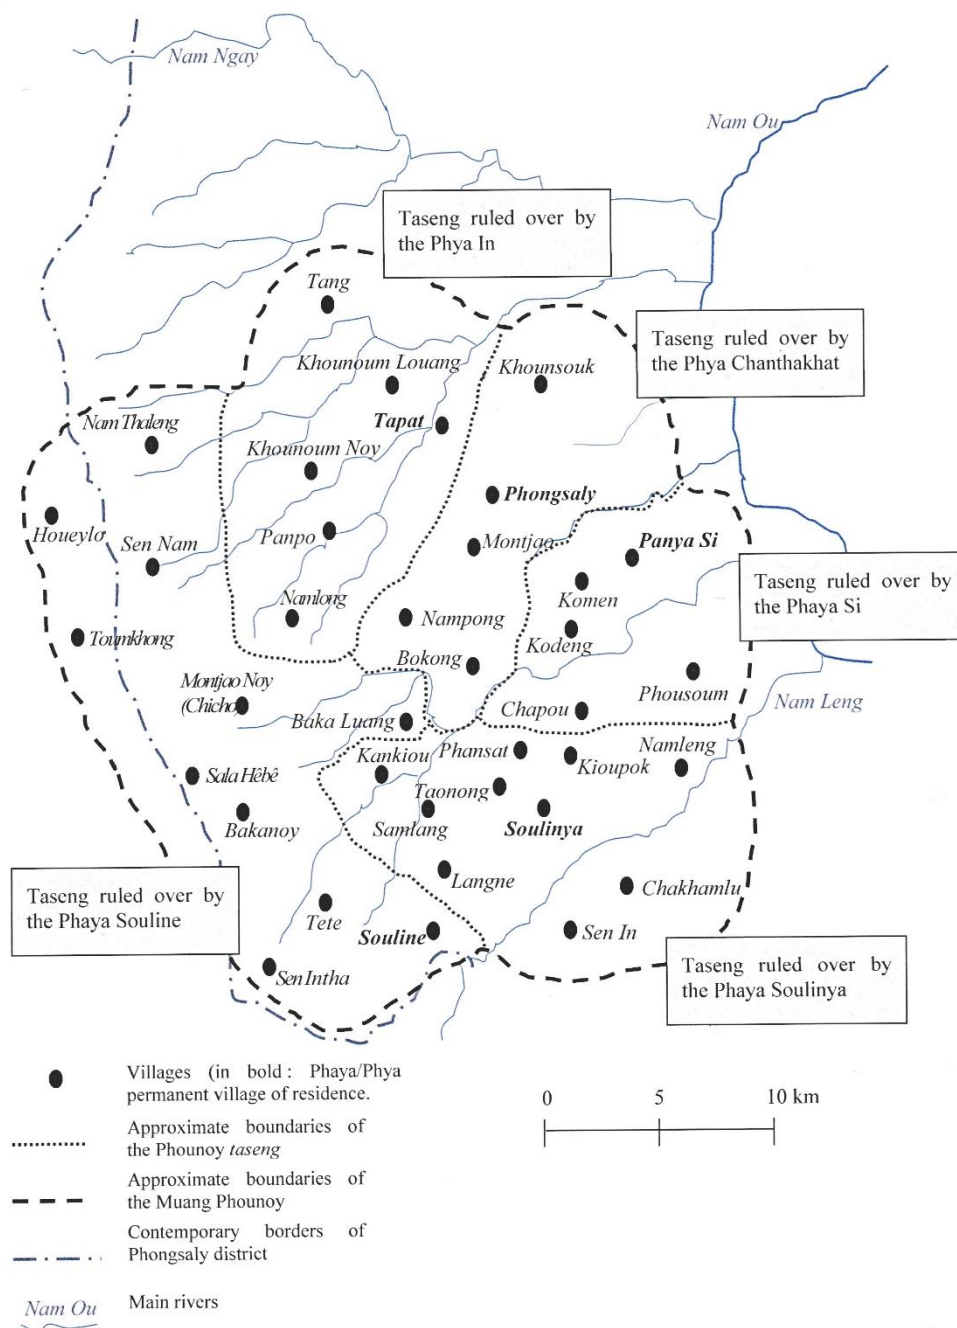 Nam Ngay
Nam Ou
Taseng ruled over by
the Phya In
Tang
Taseng ruled over by
the Phya Chanthakhat
Khounoum Louang
Khounsouk
Nam Thaleng
Tapat
Khounoum Noy
Phongsaly
Houeylo
Sen Nam
Panpo
Montjao
Panya Si
Taseng ruled over by
the Phaya Si
Komen
Namlong
Nampong
Kodeng
Toumkhong
Bokong
Montjao Noy
(Chicho)
Phousoum
Chapou
Nam Leng
Baka Luang
Kankiou
Phansat
Namleng
Kioupok
Sala Hêbê
Taonong
Bakanoy
Samlang
Soulinya
Taseng ruled over by
the Phaya Souline
Langne
Chakhamlu
Tete
Souline
Sen In
Sen Intha
Taseng ruled over by
the Phaya Soulinya
Villages (in bold : Phaya/Phya
permanent village of residence.
Approximate boundaries of
the Phounoy taseng
Approximate boundaries of
the Muang Phounoy
Contemporary borders of
Phongsaly district
Nam Ou
Main rivers
0 5 10 km